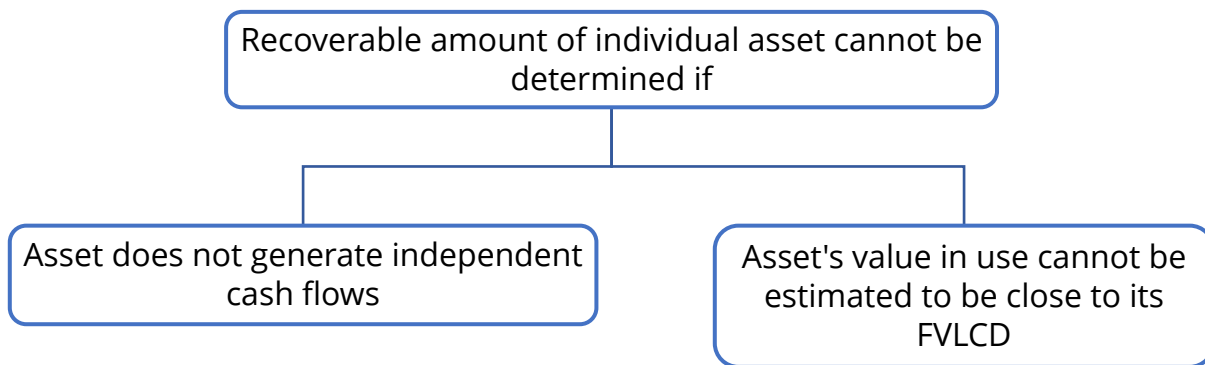 Recoverable amount of individual asset cannot be
determined if
Asset does not generate independent
cash flows
Asset's value in use cannot be
estimated to be close to its
FVLCD